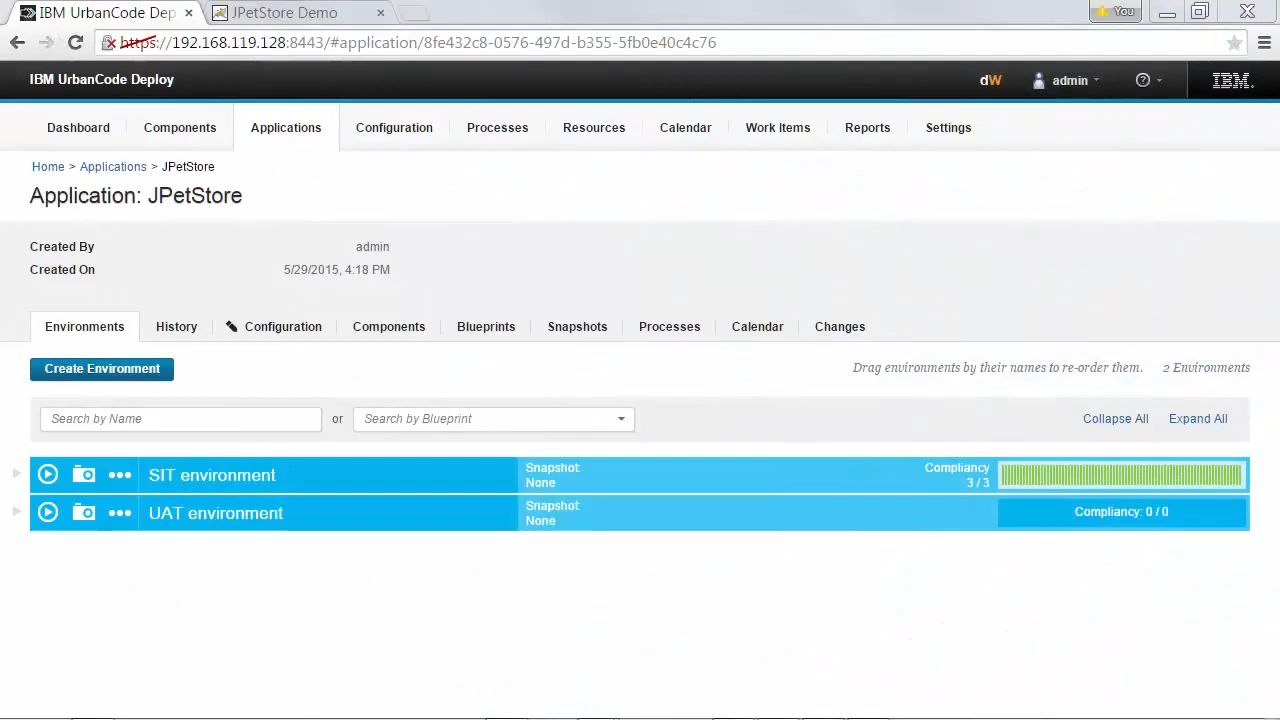 IBM UrbanCode Dep
JPetStore Demo
You
https://192.168.119.128:8443/#application/8fe432c8-0576-497d-b355-5fb0e40c4c76
IBM UrbanCode Deploy
dW
admin
IBM
Dashboard
Components
Applications
Configuration
Processes
Resources
Calendar
Work Items
Reports
Settings
Home > Applications > JPetStore
Application: JPetStore
Created By admin
Created On 5/29/2015, 4:18 PM
Environments
History
Configuration
Components
Blueprints
Snapshots
Processes
Calendar
Changes
Create Environment
Drag environments by their names to re-order them.
2 Environments
Search by Name
or
Search by Blueprint
Collapse All
Expand All
SIT environment
Snapshot:
None
Compliancy
3 / 3
UAT environment
Snapshot:
None
Compliancy: 0 / 0